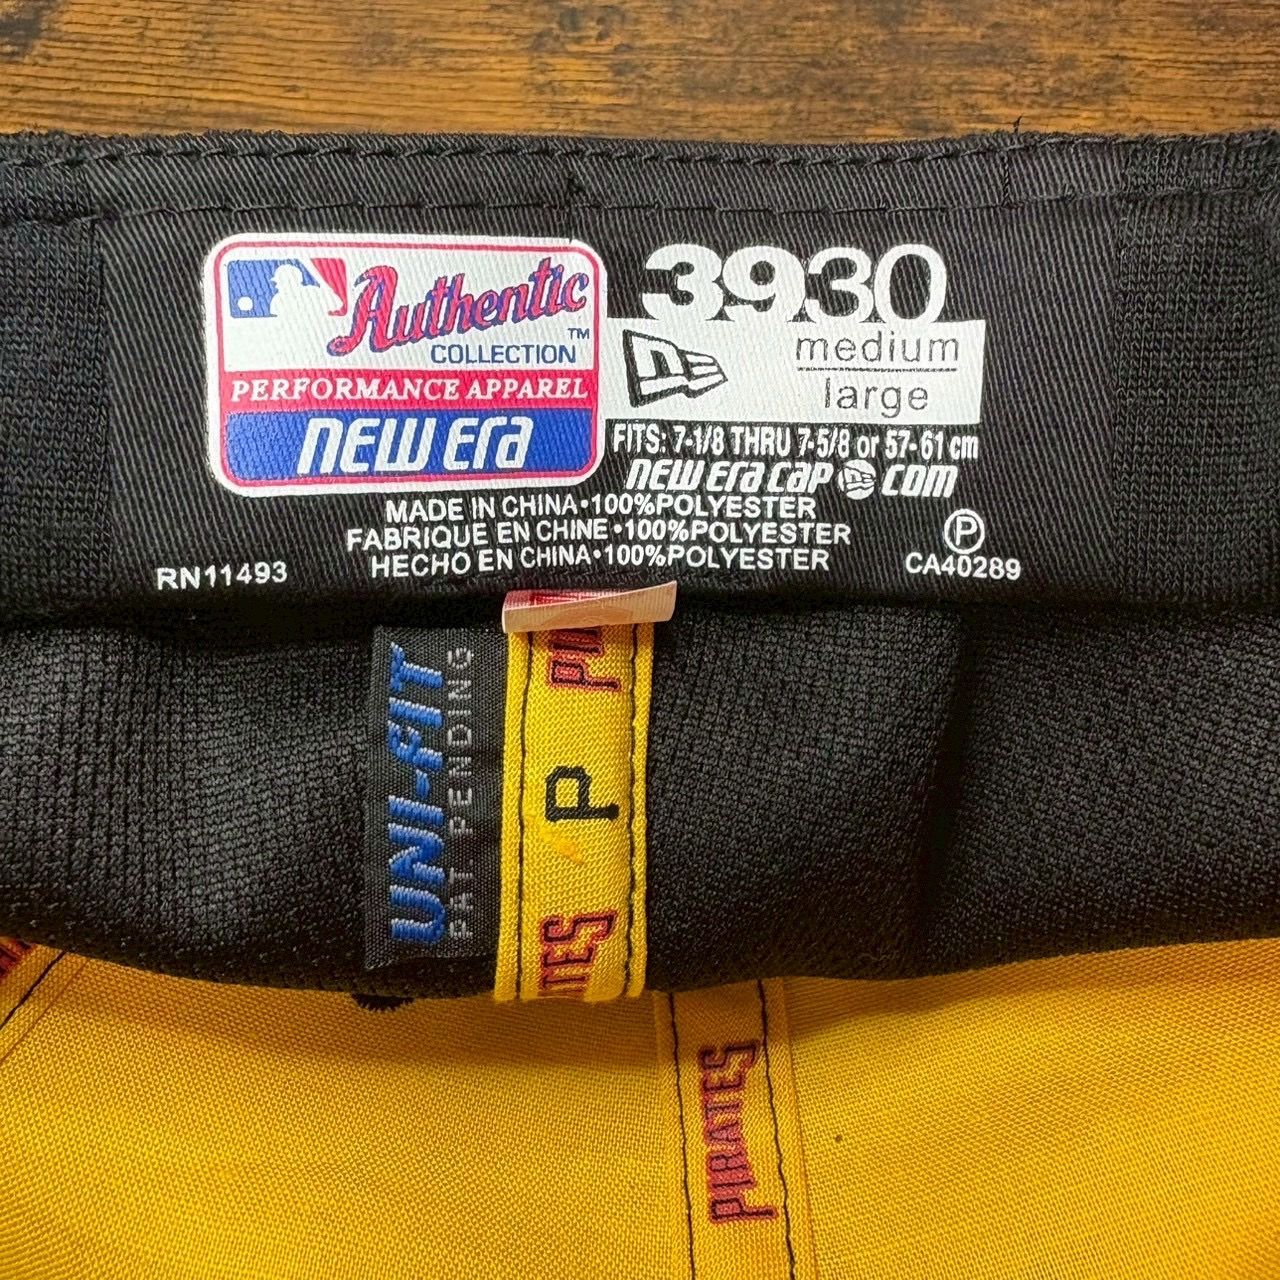 Authentic™
COLLECTION
PERFORMANCE APPAREL
NEW ERA
3930
medium
large
FITS: 7-1/8 THRU 7-5/8 or 57-61 cm
NEW ERA CAP COM
MADE IN CHINA•100%POLYESTER
FABRIQUE EN CHINE•100%POLYESTER
HECHO EN CHINA•100%POLYESTER
RN11493
P
CA40289
UNI-FIT
PAT PENDING
P
PIRATES